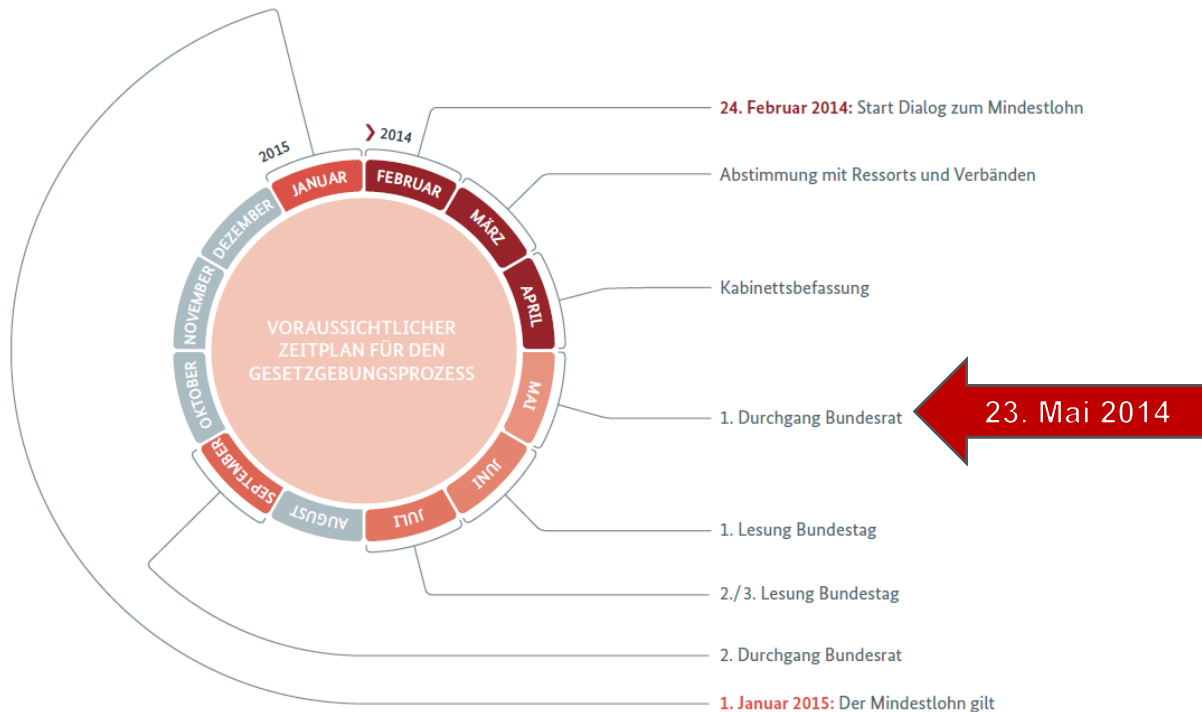 24. Februar 2014: Start Dialog zum Mindestlohn
❯ 2014
2015
JANUAR
FEBRUAR
MÄRZ
APRIL
MAI
JUNI
JULI
AUGUST
SEPTEMBER
OKTOBER
NOVEMBER
DEZEMBER
VORAUSSICHTLICHER
ZEITPLAN FÜR DEN
GESETZGEBUNGSPROZESS
Abstimmung mit Ressorts und Verbänden
Kabinettsbefassung
1. Durchgang Bundesrat
23. Mai 2014
1. Lesung Bundestag
2./3. Lesung Bundestag
2. Durchgang Bundesrat
1. Januar 2015: Der Mindestlohn gilt